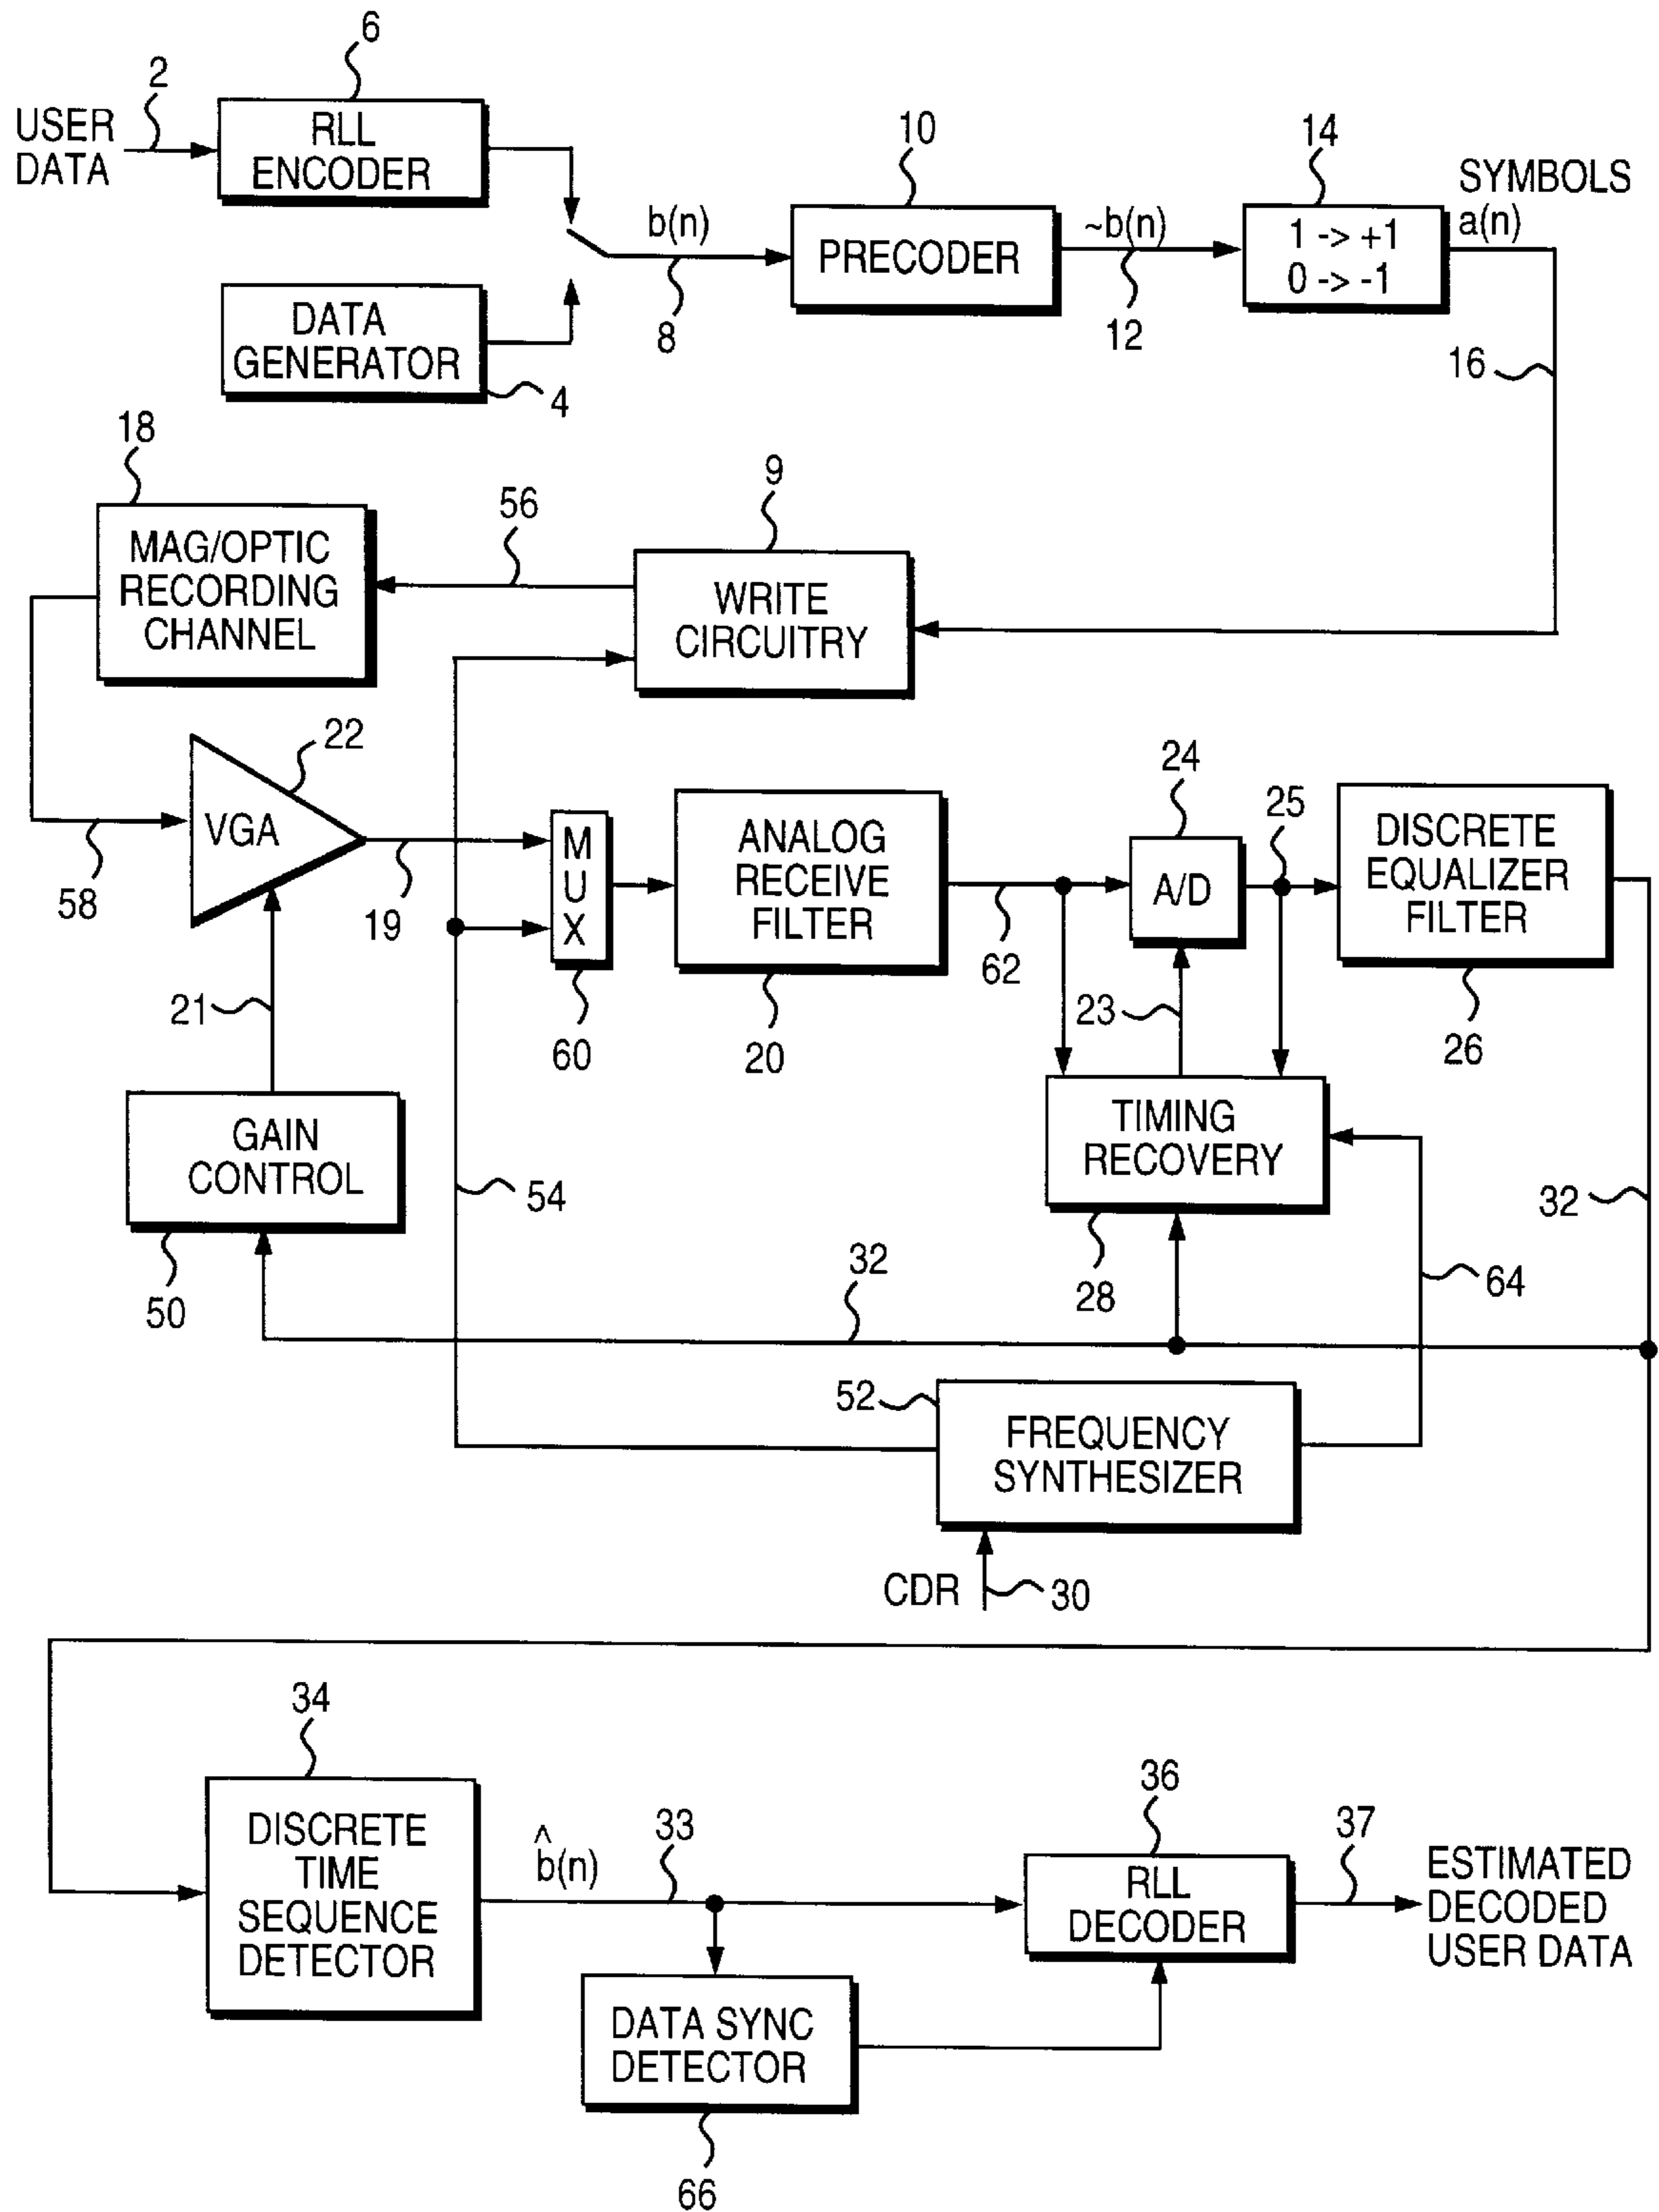 6
2
USER
DATA
RLL
ENCODER
10
14
SYMBOLS
b(n)
~b(n)
a(n)
PRECODER
1 -> +1
0 -> -1
8
12
DATA
GENERATOR
4
16
18
56
9
MAG/OPTIC
RECORDING
CHANNEL
WRITE
CIRCUITRY
22
24
25
VGA
58
19
M
U
X
60
ANALOG
RECEIVE
FILTER
20
62
A/D
DISCRETE
EQUALIZER
FILTER
26
21
23
GAIN
CONTROL
50
54
TIMING
RECOVERY
28
32
64
32
52
FREQUENCY
SYNTHESIZER
CDR
30
34
DISCRETE
TIME
SEQUENCE
DETECTOR
^
b(n)
33
36
RLL
DECODER
37
ESTIMATED
DECODED
USER DATA
DATA SYNC
DETECTOR
66